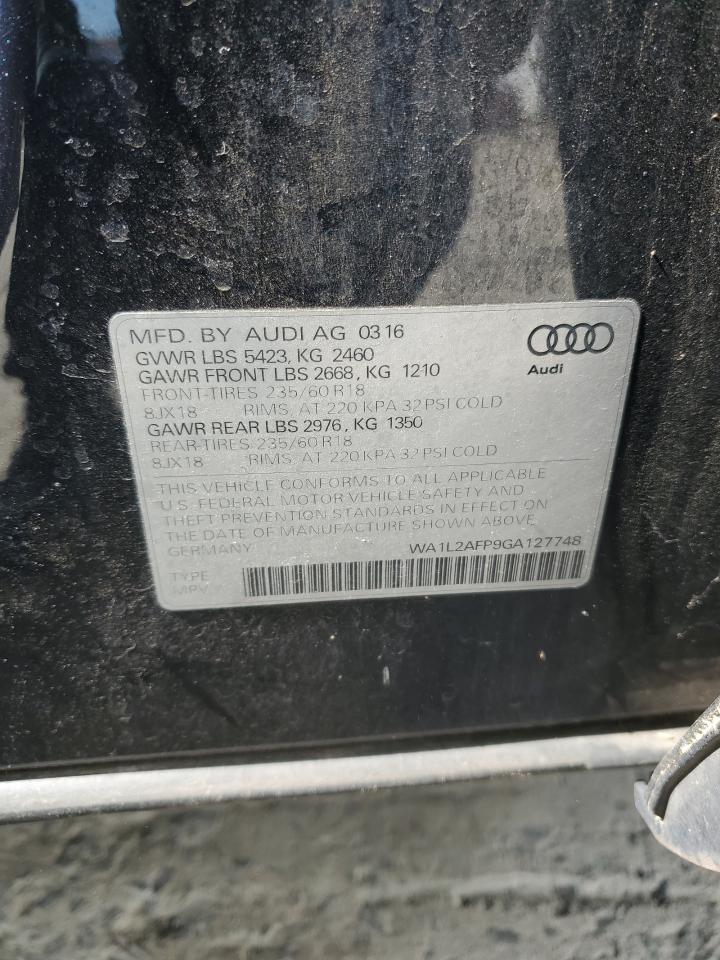 MFD. BY AUDI AG 03 16
GVWR LBS 5423, KG 2460
GAWR FRONT LBS 2668, KG 1210
FRONT-TIRES 235/60 R18
8JX18 RIMS, AT 220 KPA 32 PSI COLD
GAWR REAR LBS 2976, KG 1350
REAR-TIRES 235/60 R18
8JX18 RIMS, AT 220 KPA 32 PSI COLD
Audi
THIS VEHICLE CONFORMS TO ALL APPLICABLE
U.S. FEDERAL MOTOR VEHICLE SAFETY AND
THEFT PREVENTION STANDARDS IN EFFECT ON
THE DATE OF MANUFACTURE SHOWN ABOVE
GERMANY WA1L2AFP9GA127748
TYPE
MPV